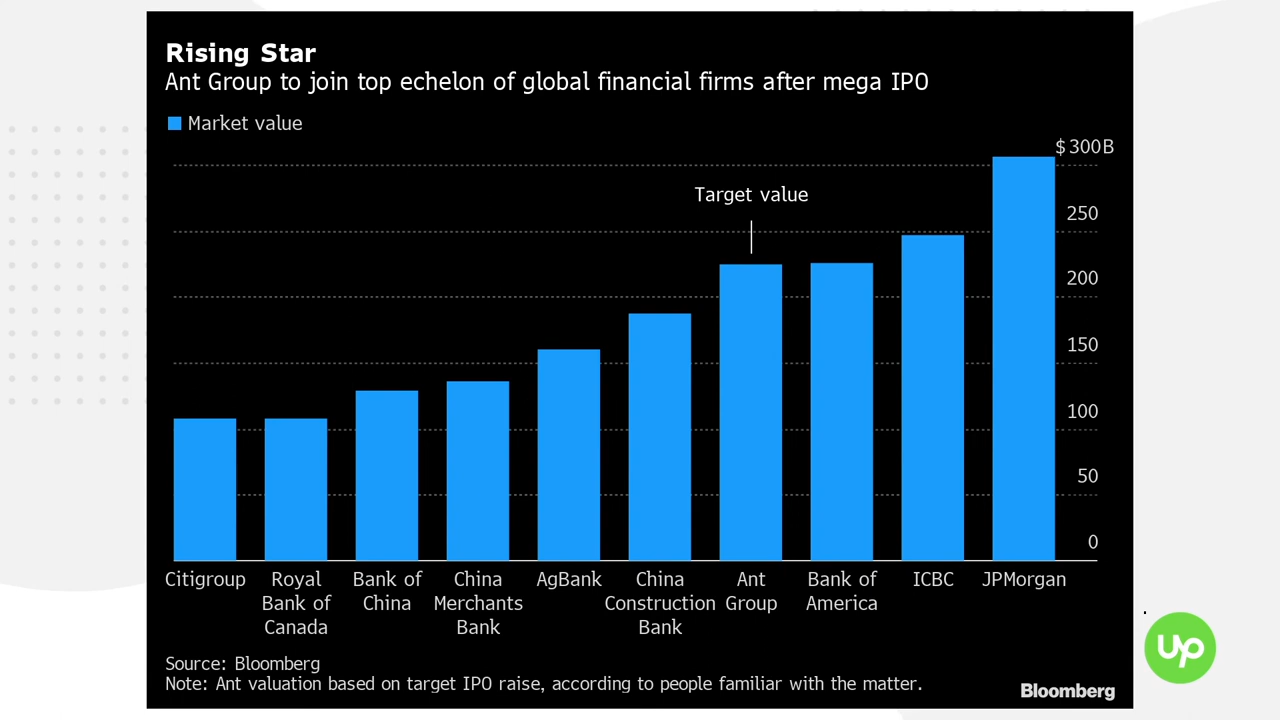 Rising Star
Ant Group to join top echelon of global financial firms after mega IPO
Market value
$300B
Target value
250
200
150
100
50
0
Citigroup
Royal
Bank of
Canada
Bank of
China
China
Merchants
Bank
AgBank
China
Construction
Bank
Ant
Group
Bank of
America
ICBC
JPMorgan
Source: Bloomberg
Note: Ant valuation based on target IPO raise, according to people familiar with the matter.
Bloomberg
Up